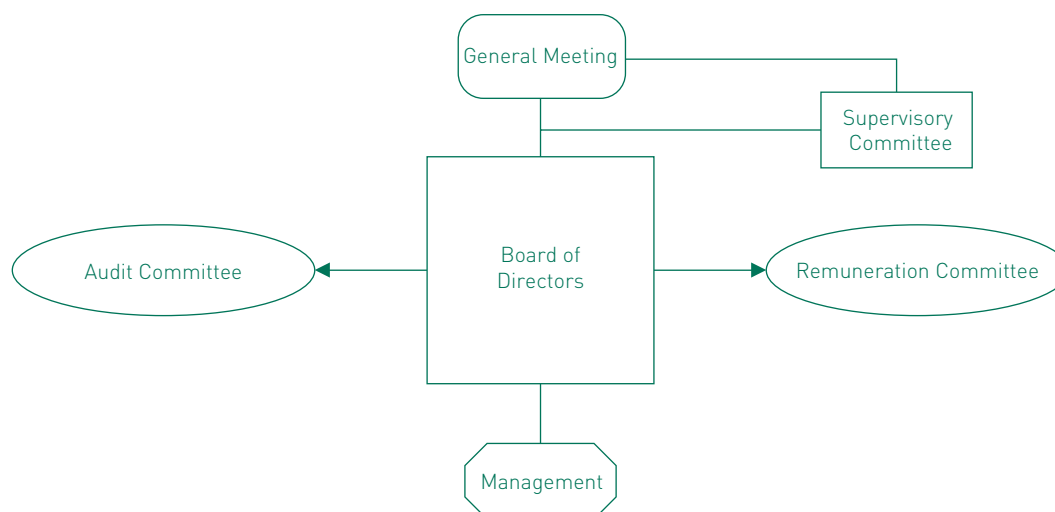 General Meeting
Supervisory
Committee
Board of
Directors
Audit Committee
Remuneration Committee
Management